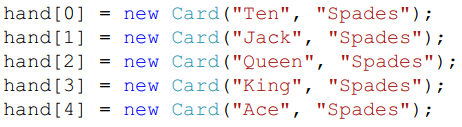 hand[0] = new Card("Ten", "Spades");
hand[1] = new Card("Jack", "Spades");
hand[2] = new Card("Queen", "Spades");
hand[3] = new Card("King", "Spades");
hand[4] = new Card("Ace", "Spades");